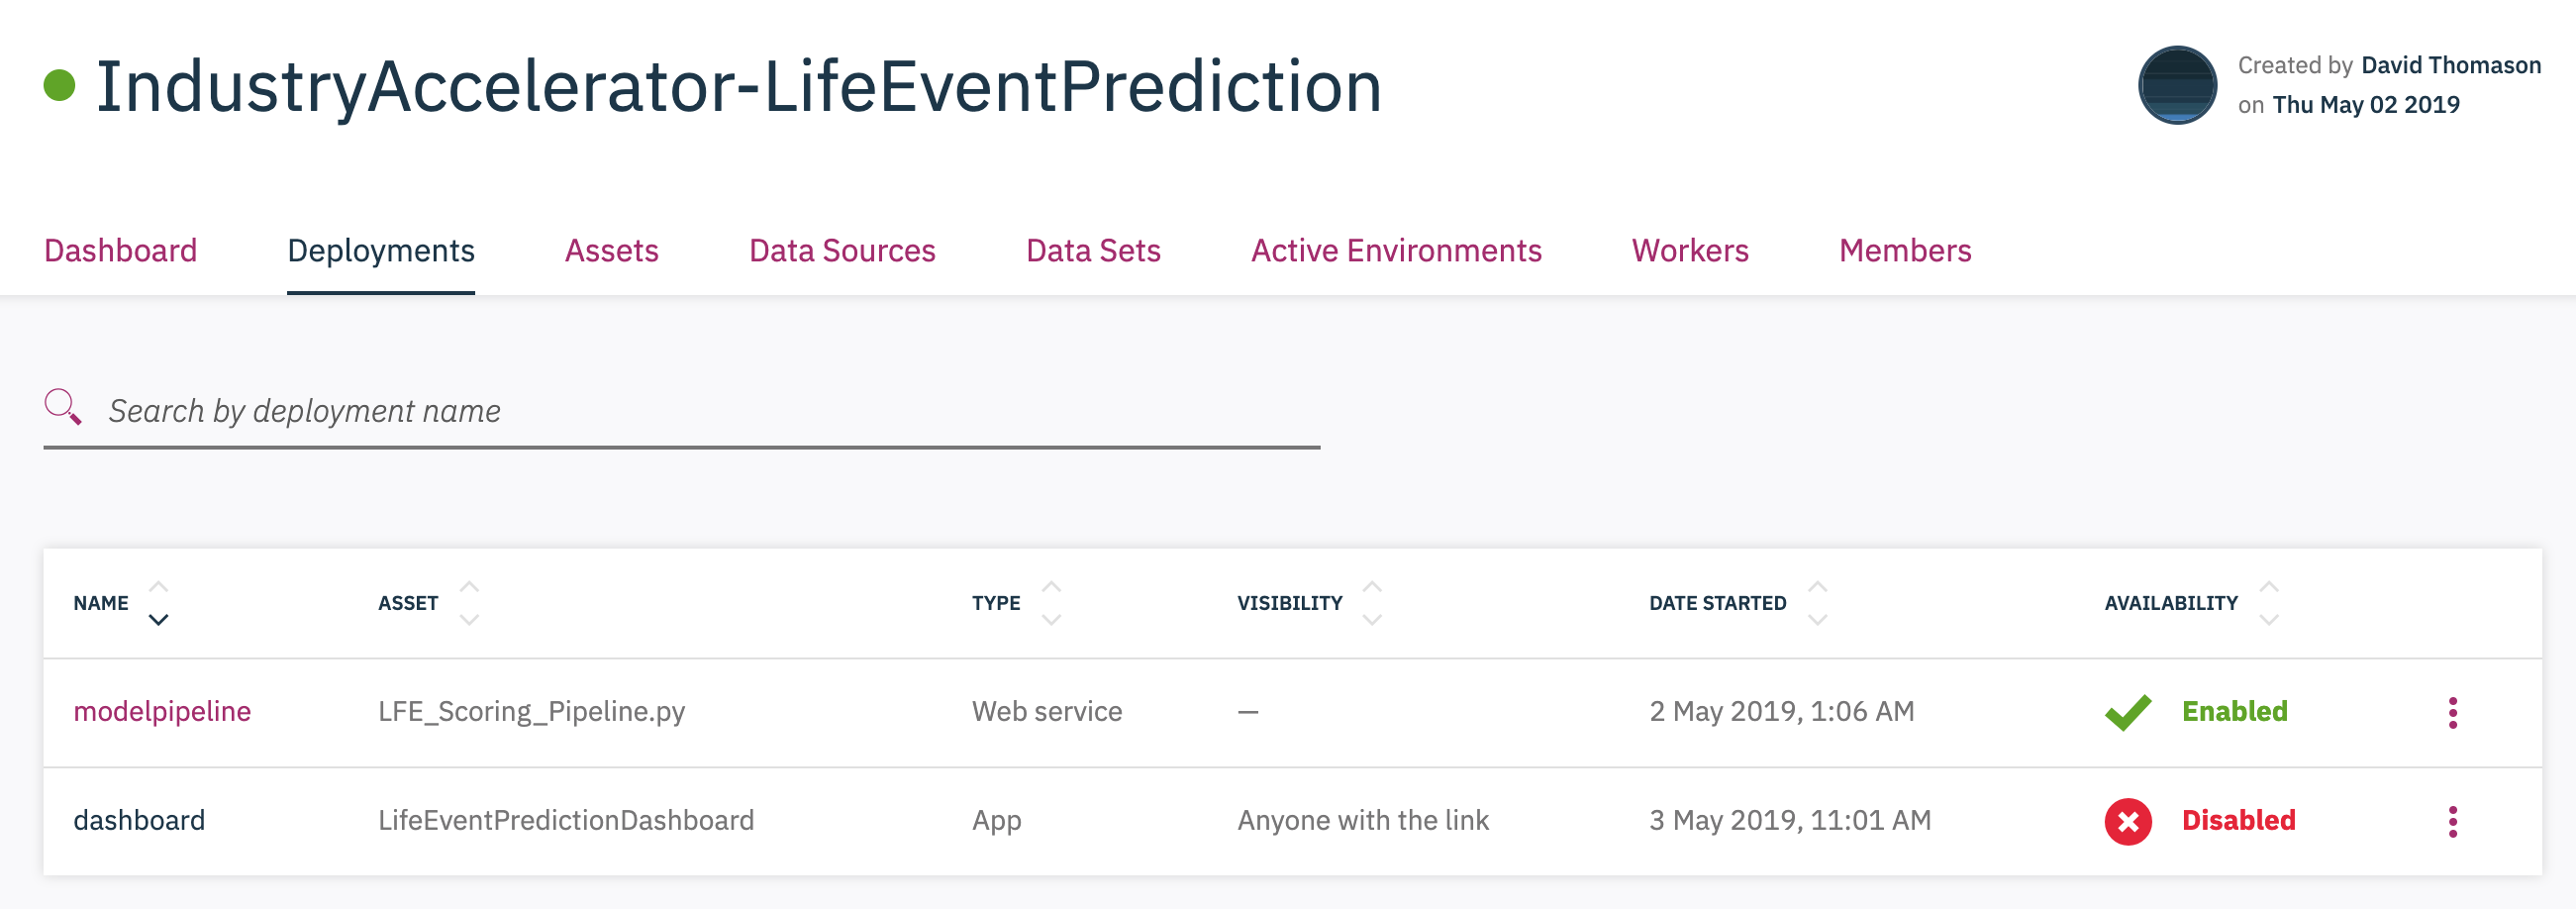 IndustryAccelerator-LifeEventPrediction
Created by David Thomason
on Thu May 02 2019
Dashboard Deployments Assets Data Sources Data Sets Active Environments Workers Members
Search by deployment name
NAME ASSET TYPE VISIBILITY DATE STARTED AVAILABILITY
modelpipeline LFE_Scoring_Pipeline.py Web service — 2 May 2019, 1:06 AM Enabled
dashboard LifeEventPredictionDashboard App Anyone with the link 3 May 2019, 11:01 AM Disabled